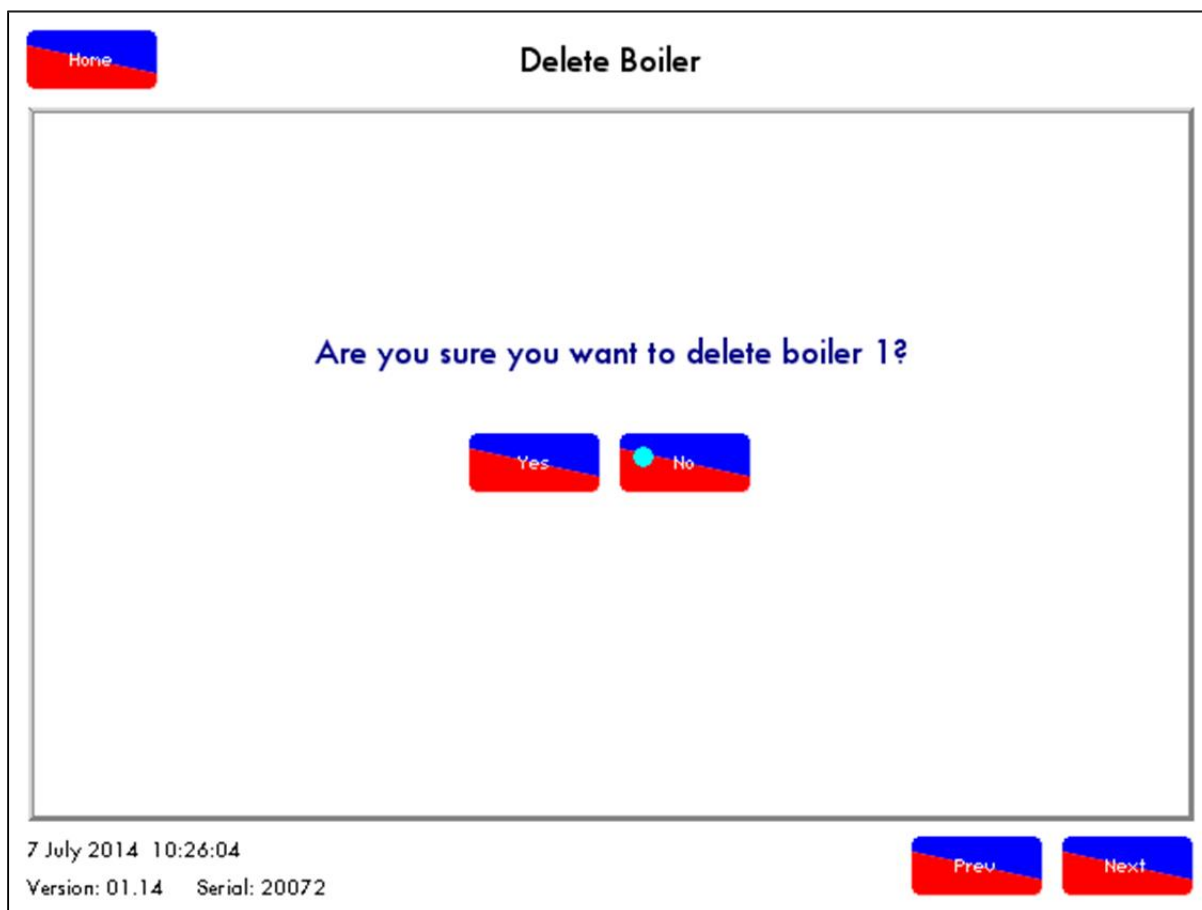 Home
Delete Boiler
Are you sure you want to delete boiler 1?
Yes No
7 July 2014 10:26:04
Version: 01.14 Serial: 20072
Prev Next